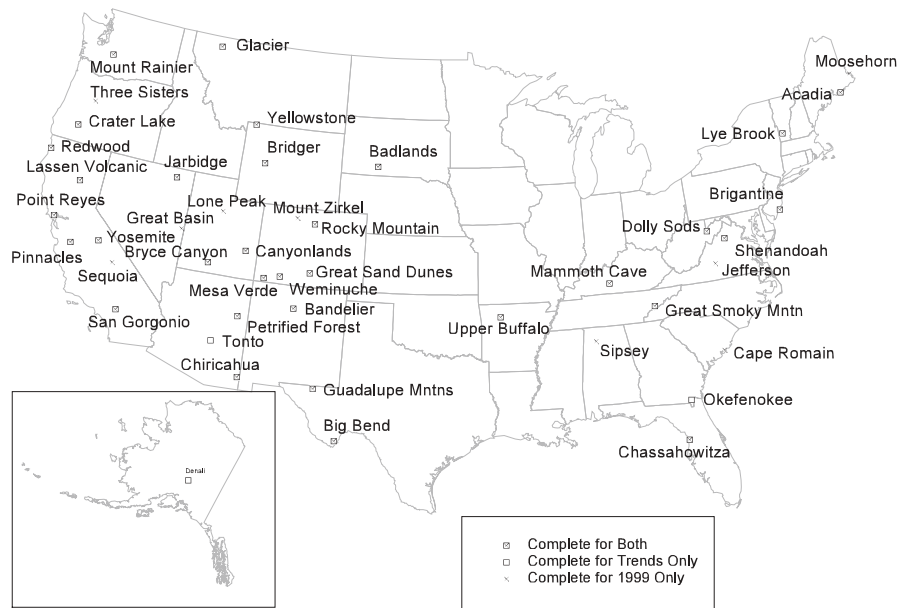 Glacier
Moosehorn
Mount Rainier
Three Sisters
Acadia
Crater Lake
Yellowstone
Lye Brook
Redwood
Bridger
Badlands
Lassen Volcanic
Jarbidge
Point Reyes
Lone Peak
Mount Zirkel
Brigantine
Great Basin
Rocky Mountain
Dolly Sods
Yosemite
Pinnacles
Bryce Canyon
Canyonlands
Shenandoah
Sequoia
Great Sand Dunes
Mammoth Cave
Jefferson
Mesa Verde
Weminuche
San Gorgonio
Bandelier
Great Smoky Mntn
Petrified Forest
Upper Buffalo
Tonto
Sipsey
Cape Romain
Chiricahua
Guadalupe Mntns
Okefenokee
Big Bend
Chassahowitza
Denali
Complete for Both
Complete for Trends Only
Complete for 1999 Only